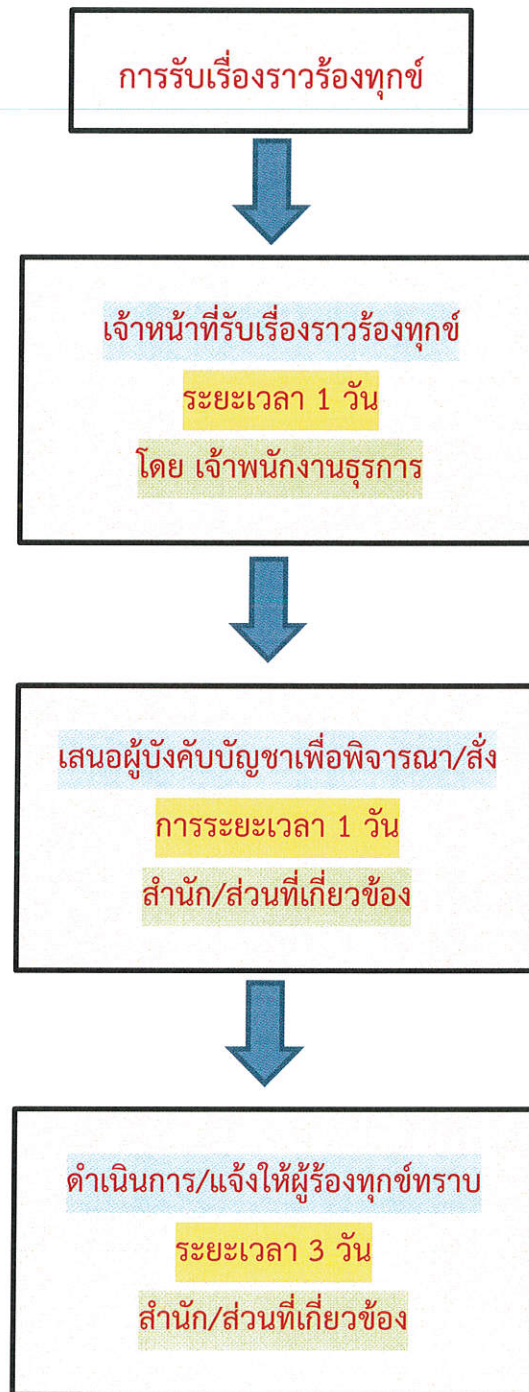 การรับเรื่องราวร้องทุกข์
เจ้าหน้าที่รับเรื่องราวร้องทุกข์
ระยะเวลา 1 วัน
โดย เจ้าพนักงานธุรการ
เสนอผู้บังคับบัญชาเพื่อพิจารณา/สั่ง
การระยะเวลา 1 วัน
สำนัก/ส่วนที่เกี่ยวข้อง
ดำเนินการ/แจ้งให้ผู้ร้องทุกข์ทราบ
ระยะเวลา 3 วัน
สำนัก/ส่วนที่เกี่ยวข้อง